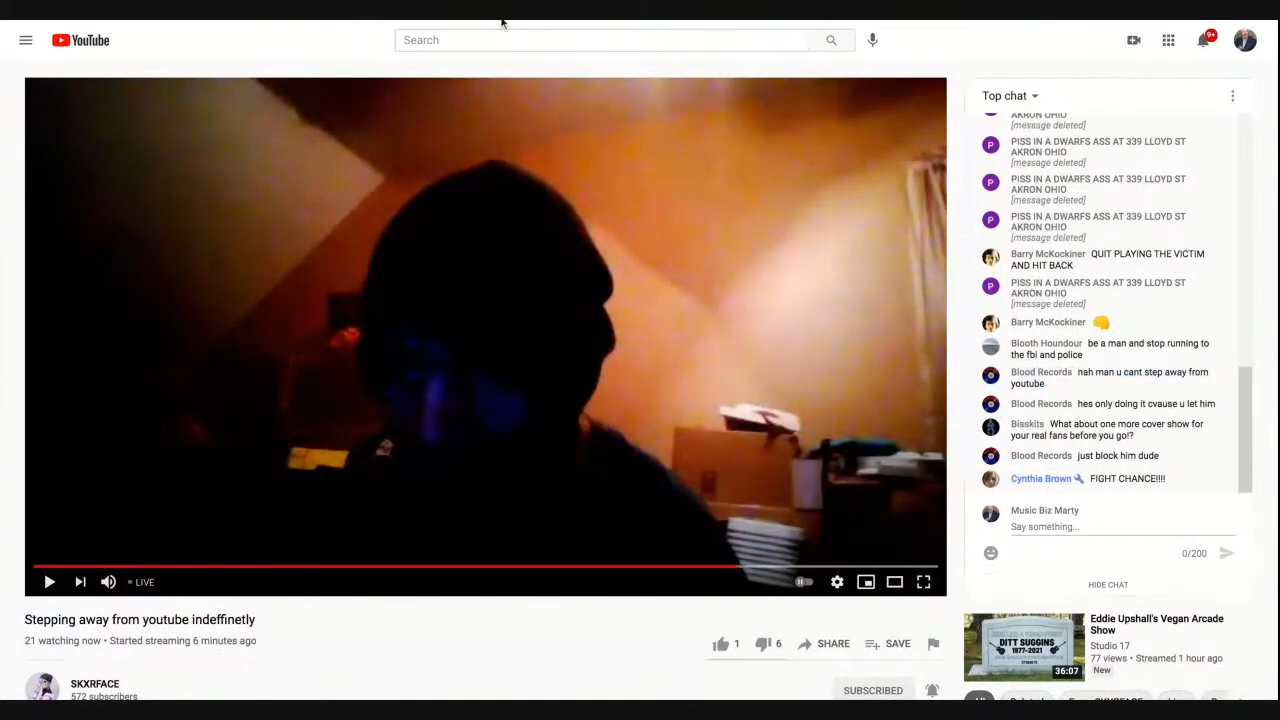 YouTube
Search
9+
Top chat
AKRON OHIO
[message deleted]
P PISS IN A DWARFS ASS AT 339 LLOYD ST
AKRON OHIO
[message deleted]
P PISS IN A DWARFS ASS AT 339 LLOYD ST
AKRON OHIO
[message deleted]
P PISS IN A DWARFS ASS AT 339 LLOYD ST
AKRON OHIO
[message deleted]
Barry McKockiner QUIT PLAYING THE VICTIM
AND HIT BACK
P PISS IN A DWARFS ASS AT 339 LLOYD ST
AKRON OHIO
[message deleted]
Barry McKockiner
Blooth Houndour be a man and stop running to
the fbi and police
Blood Records nah man u cant step away from
youtube
Blood Records hes only doing it cvause u let him
Bisskits What about one more cover show for
your real fans before you go!?
Blood Records just block him dude
Cynthia Brown FIGHT CHANCE!!!!
Music Biz Marty
Say something...
0/200
HIDE CHAT
LIVE
Stepping away from youtube indeffinetly
21 watching now • Started streaming 6 minutes ago
1 6 SHARE SAVE
SKXRFACE
572 subscribers
SUBSCRIBED
DITT SUGGINS
1977-2021
36:07
Eddie Upshall's Vegan Arcade
Show
Studio 17
77 views • Streamed 1 hour ago
New